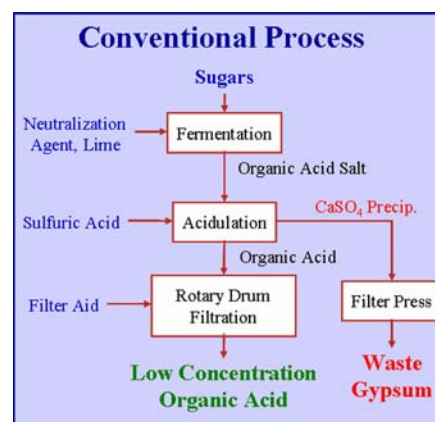 Conventional Process
Sugars
Neutralization
Agent, Lime
Fermentation
Organic Acid Salt
CaSO₄ Precip.
Sulfuric Acid
Acidulation
Organic Acid
Filter Aid
Rotary Drum
Filtration
Filter Press
Low Concentration
Organic Acid
Waste
Gypsum